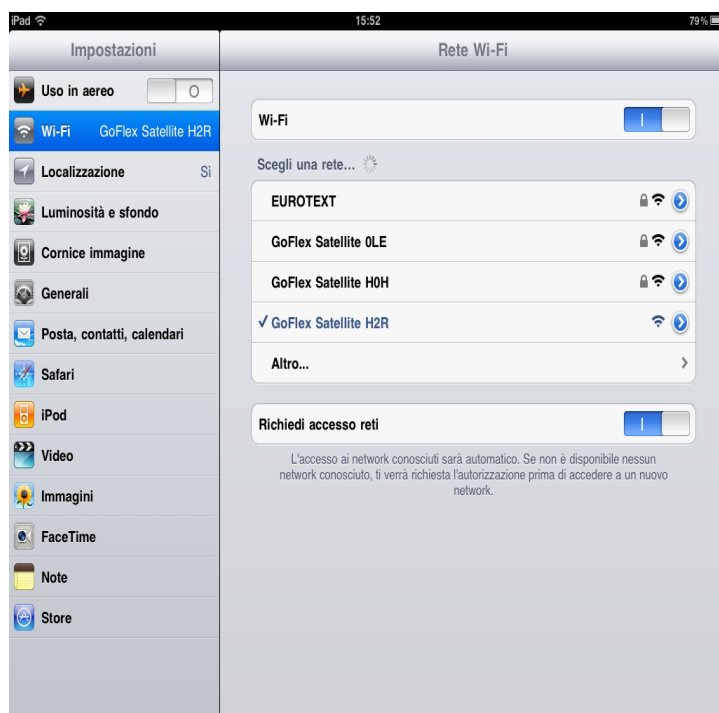 iPad 15:52 79%
Impostazioni
Rete Wi-Fi
Uso in aereo O
Wi-Fi GoFlex Satellite H2R
Localizzazione Sì
Luminosità e sfondo
Cornice immagine
Generali
Posta, contatti, calendari
Safari
iPod
Video
Immagini
FaceTime
Note
Store
Wi-Fi I
Scegli una rete...
EUROTEXT
GoFlex Satellite 0LE
GoFlex Satellite H0H
✓ GoFlex Satellite H2R
Altro...
Richiedi accesso reti I
L'accesso ai network conosciuti sarà automatico. Se non è disponibile nessun
network conosciuto, ti verrà richiesta l'autorizzazione prima di accedere a un nuovo
network.